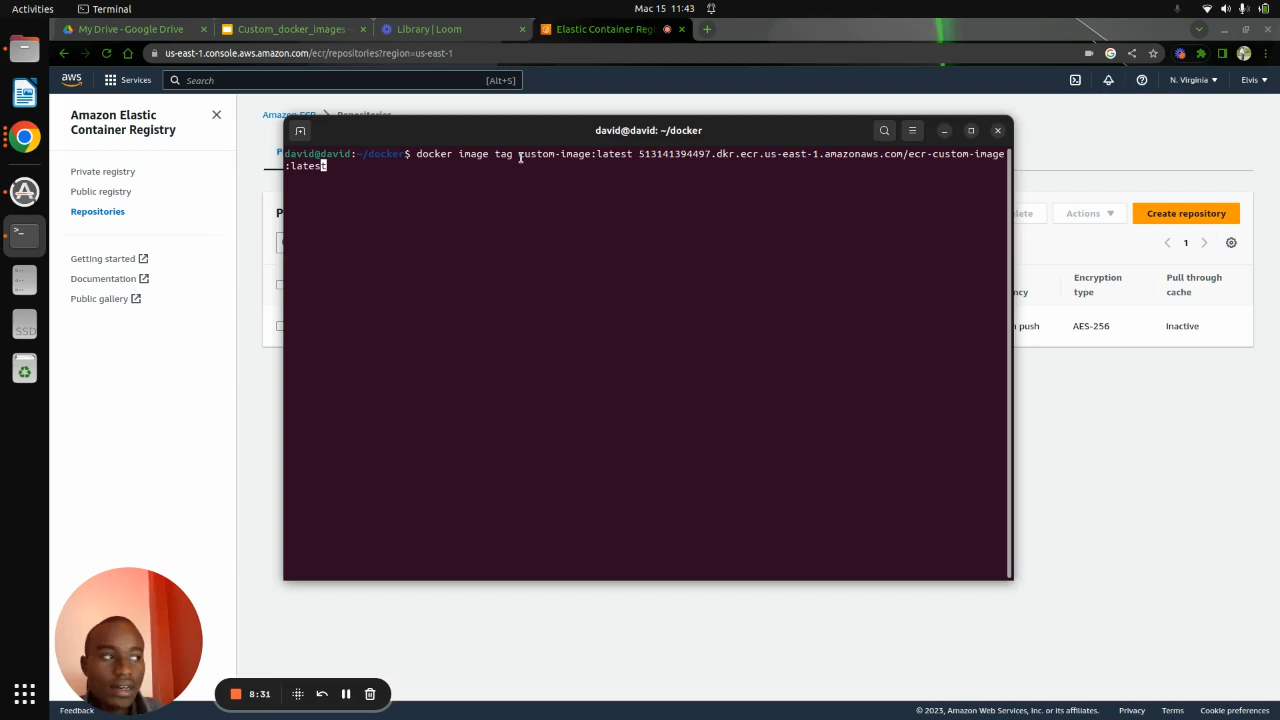 Activities
Terminal
Mac 15 11:43
My Drive - Google Drive
Custom_docker_images -
Library | Loom
Elastic Container Regi
us-east-1.console.aws.amazon.com/ecr/repositories?region=us-east-1
aws
Services
Search
[Alt+S]
N. Virginia
Elvis
Amazon Elastic
Container Registry
Private registry
Public registry
Repositories
Getting started
Documentation
Public gallery
Repositories
david@david: ~/docker
david@david:~/docker$ docker image tag custom-image:latest 513141394497.dkr.ecr.us-east-1.amazonaws.com/ecr-custom-image
:latest
Actions
Create repository
1
Encryption
type
Pull through
cache
push
AES-256
Inactive
SSD
8:31
Feedback
© 2023, Amazon Web Services, Inc. or its affiliates.
Privacy
Terms
Cookie preferences